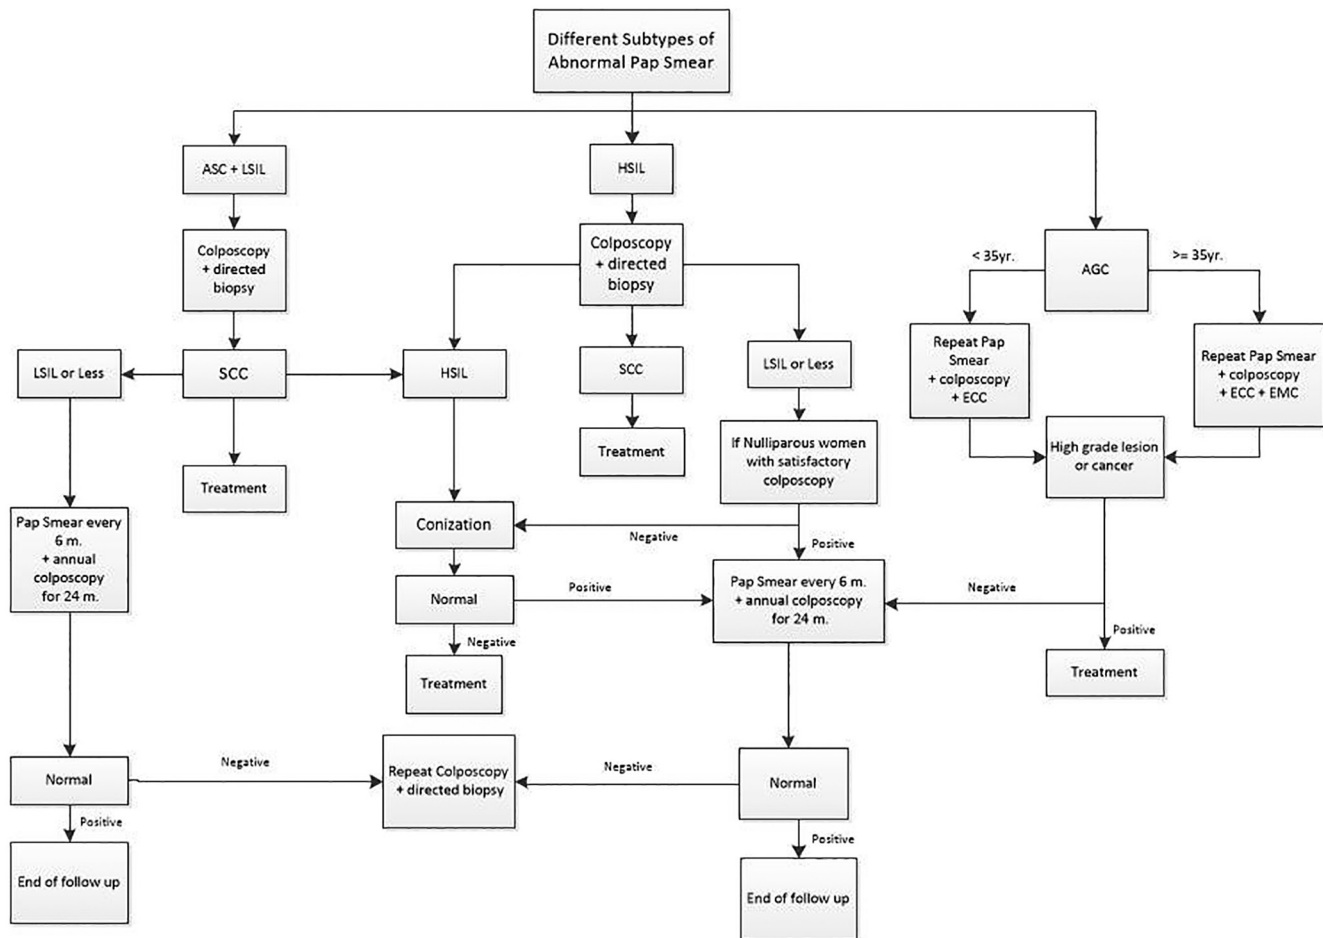 Different Subtypes of
Abnormal Pap Smear
ASC + LSIL
HSIL
Colposcopy
+ directed
biopsy
Colposcopy
+ directed
biopsy
< 35yr.
AGC
>= 35yr.
LSIL or Less
SCC
HSIL
SCC
LSIL or Less
Repeat Pap
Smear
+ colposcopy
+ ECC
Repeat Pap Smear
+ colposcopy
+ ECC + EMC
Treatment
Treatment
If Nulliparous women
with satisfactory
colposcopy
High grade lesion
or cancer
Pap Smear every
6 m.
+ annual
colposcopy
for 24 m.
Conization
Negative
Positive
Normal
Positive
Pap Smear every 6 m.
+ annual colposcopy
for 24 m.
Negative
Positive
Negative
Treatment
Treatment
Normal
Negative
Repeat Colposcopy
+ directed biopsy
Negative
Normal
Positive
Positive
End of follow up
End of follow up